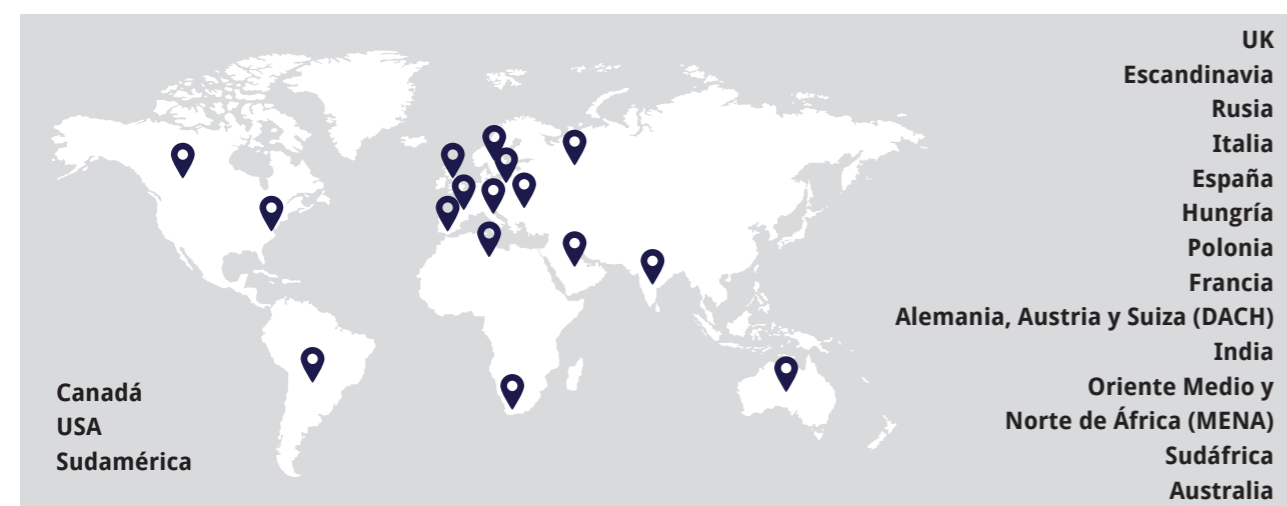 UK
Escandinavia
Rusia
Italia
España
Hungría
Polonia
Francia
Alemania, Austria y Suiza (DACH)
India
Oriente Medio y
Norte de África (MENA)
Sudáfrica
Australia
Canadá
USA
Sudamérica